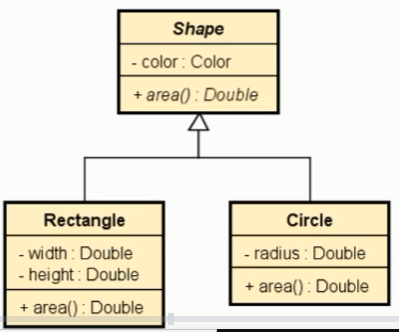 Shape
- color : Color
+ area() : Double
Rectangle
- width : Double
- height : Double
+ area() : Double
Circle
- radius : Double
+ area() : Double